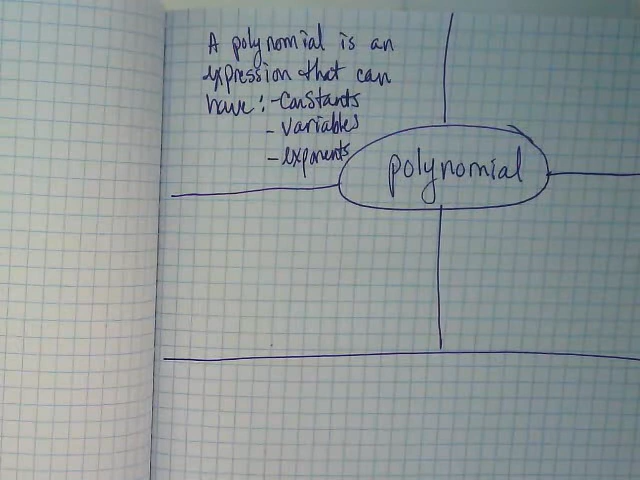 A polynomial is an
expression that can
have: - Constants
- variables
- exponents
polynomial